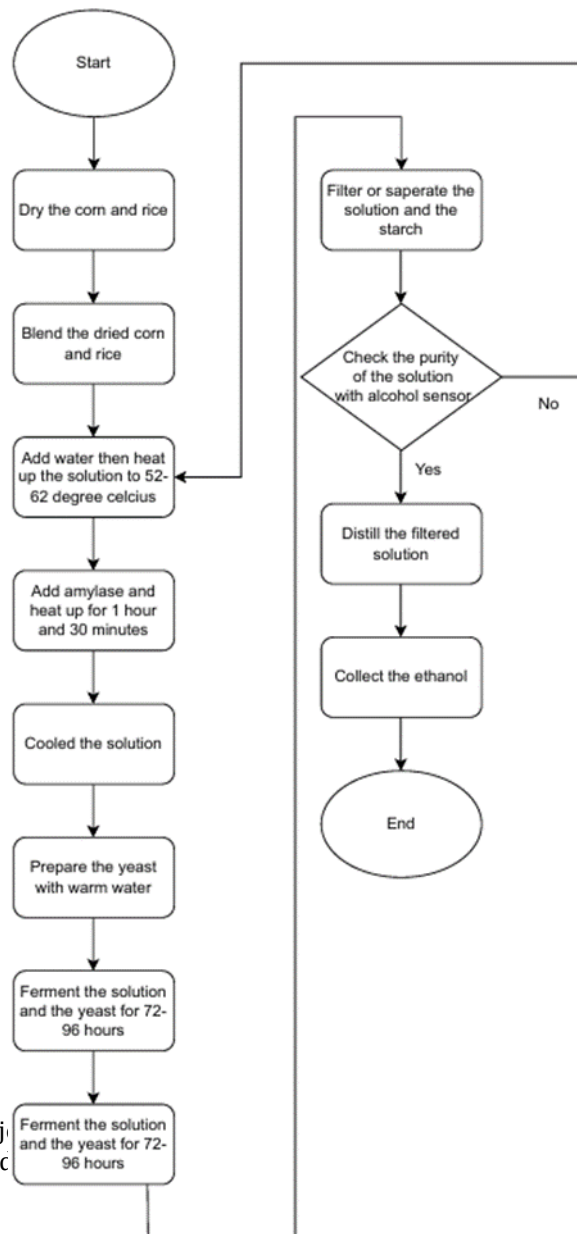 Start
Dry the corn and rice
Blend the dried corn
and rice
Add water then heat
up the solution to 52-
62 degree celcius
Add amylase and
heat up for 1 hour
and 30 minutes
Cooled the solution
Prepare the yeast
with warm water
Ferment the solution
and the yeast for 72-
96 hours
Ferment the solution
and the yeast for 72-
96 hours
Filter or saperate the
solution and the
starch
Check the purity
of the solution
with alcohol sensor
No
Yes
Distill the filtered
solution
Collect the ethanol
End